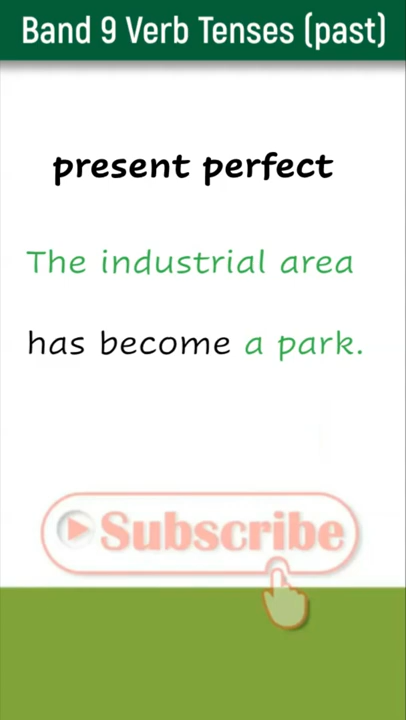 Band 9 Verb Tenses (past)
present perfect
The industrial area
has become a park.
Subscribe